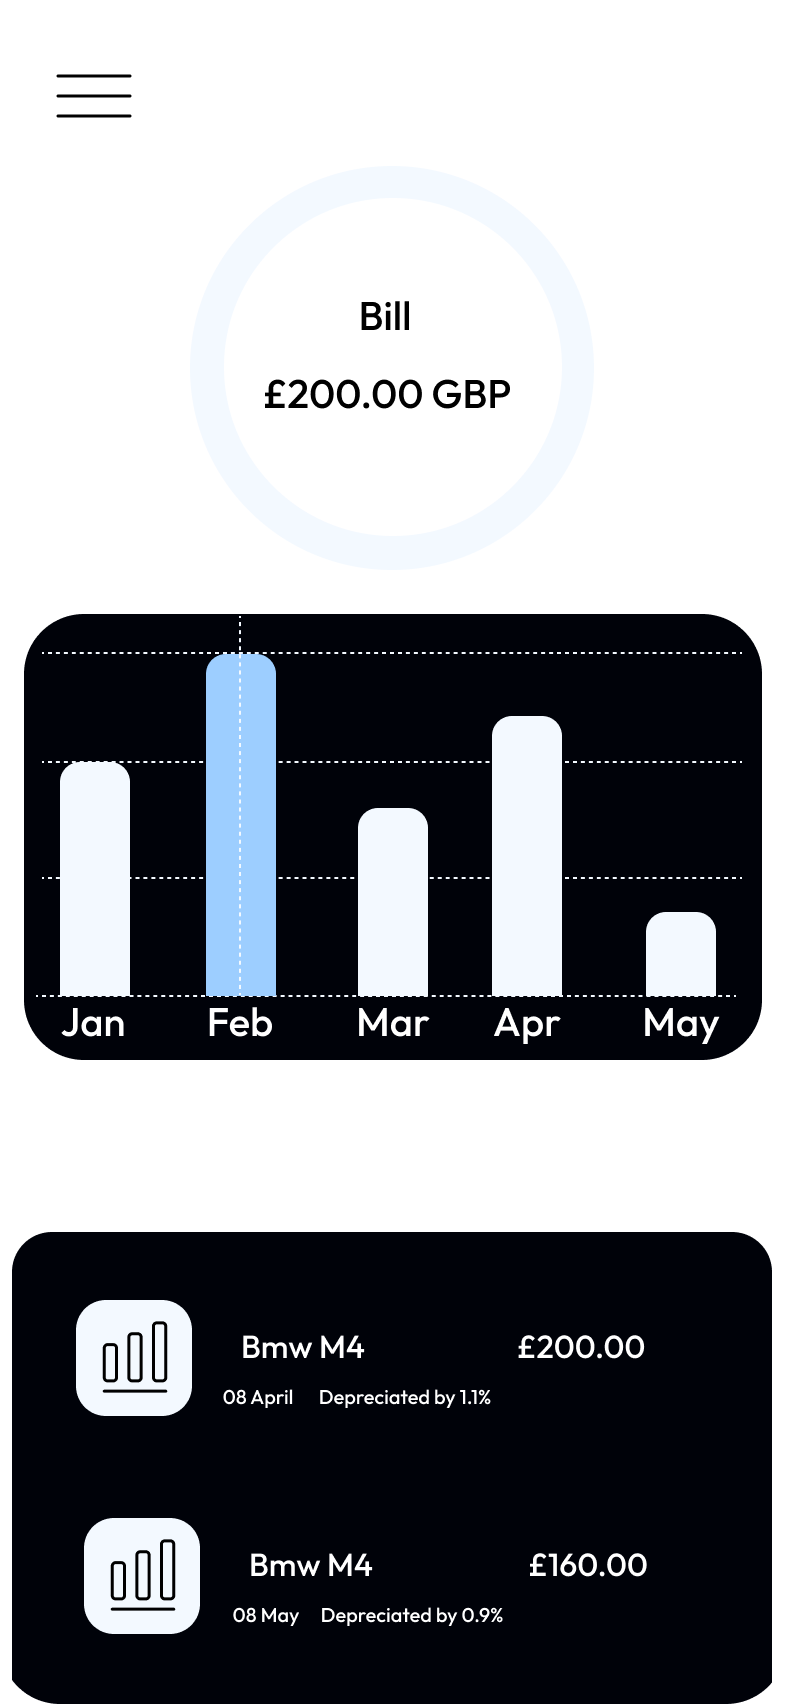 Bill
£200.00 GBP
Jan Feb Mar Apr May
Bmw M4 £200.00
08 April Depreciated by 1.1%
Bmw M4 £160.00
08 May Depreciated by 0.9%